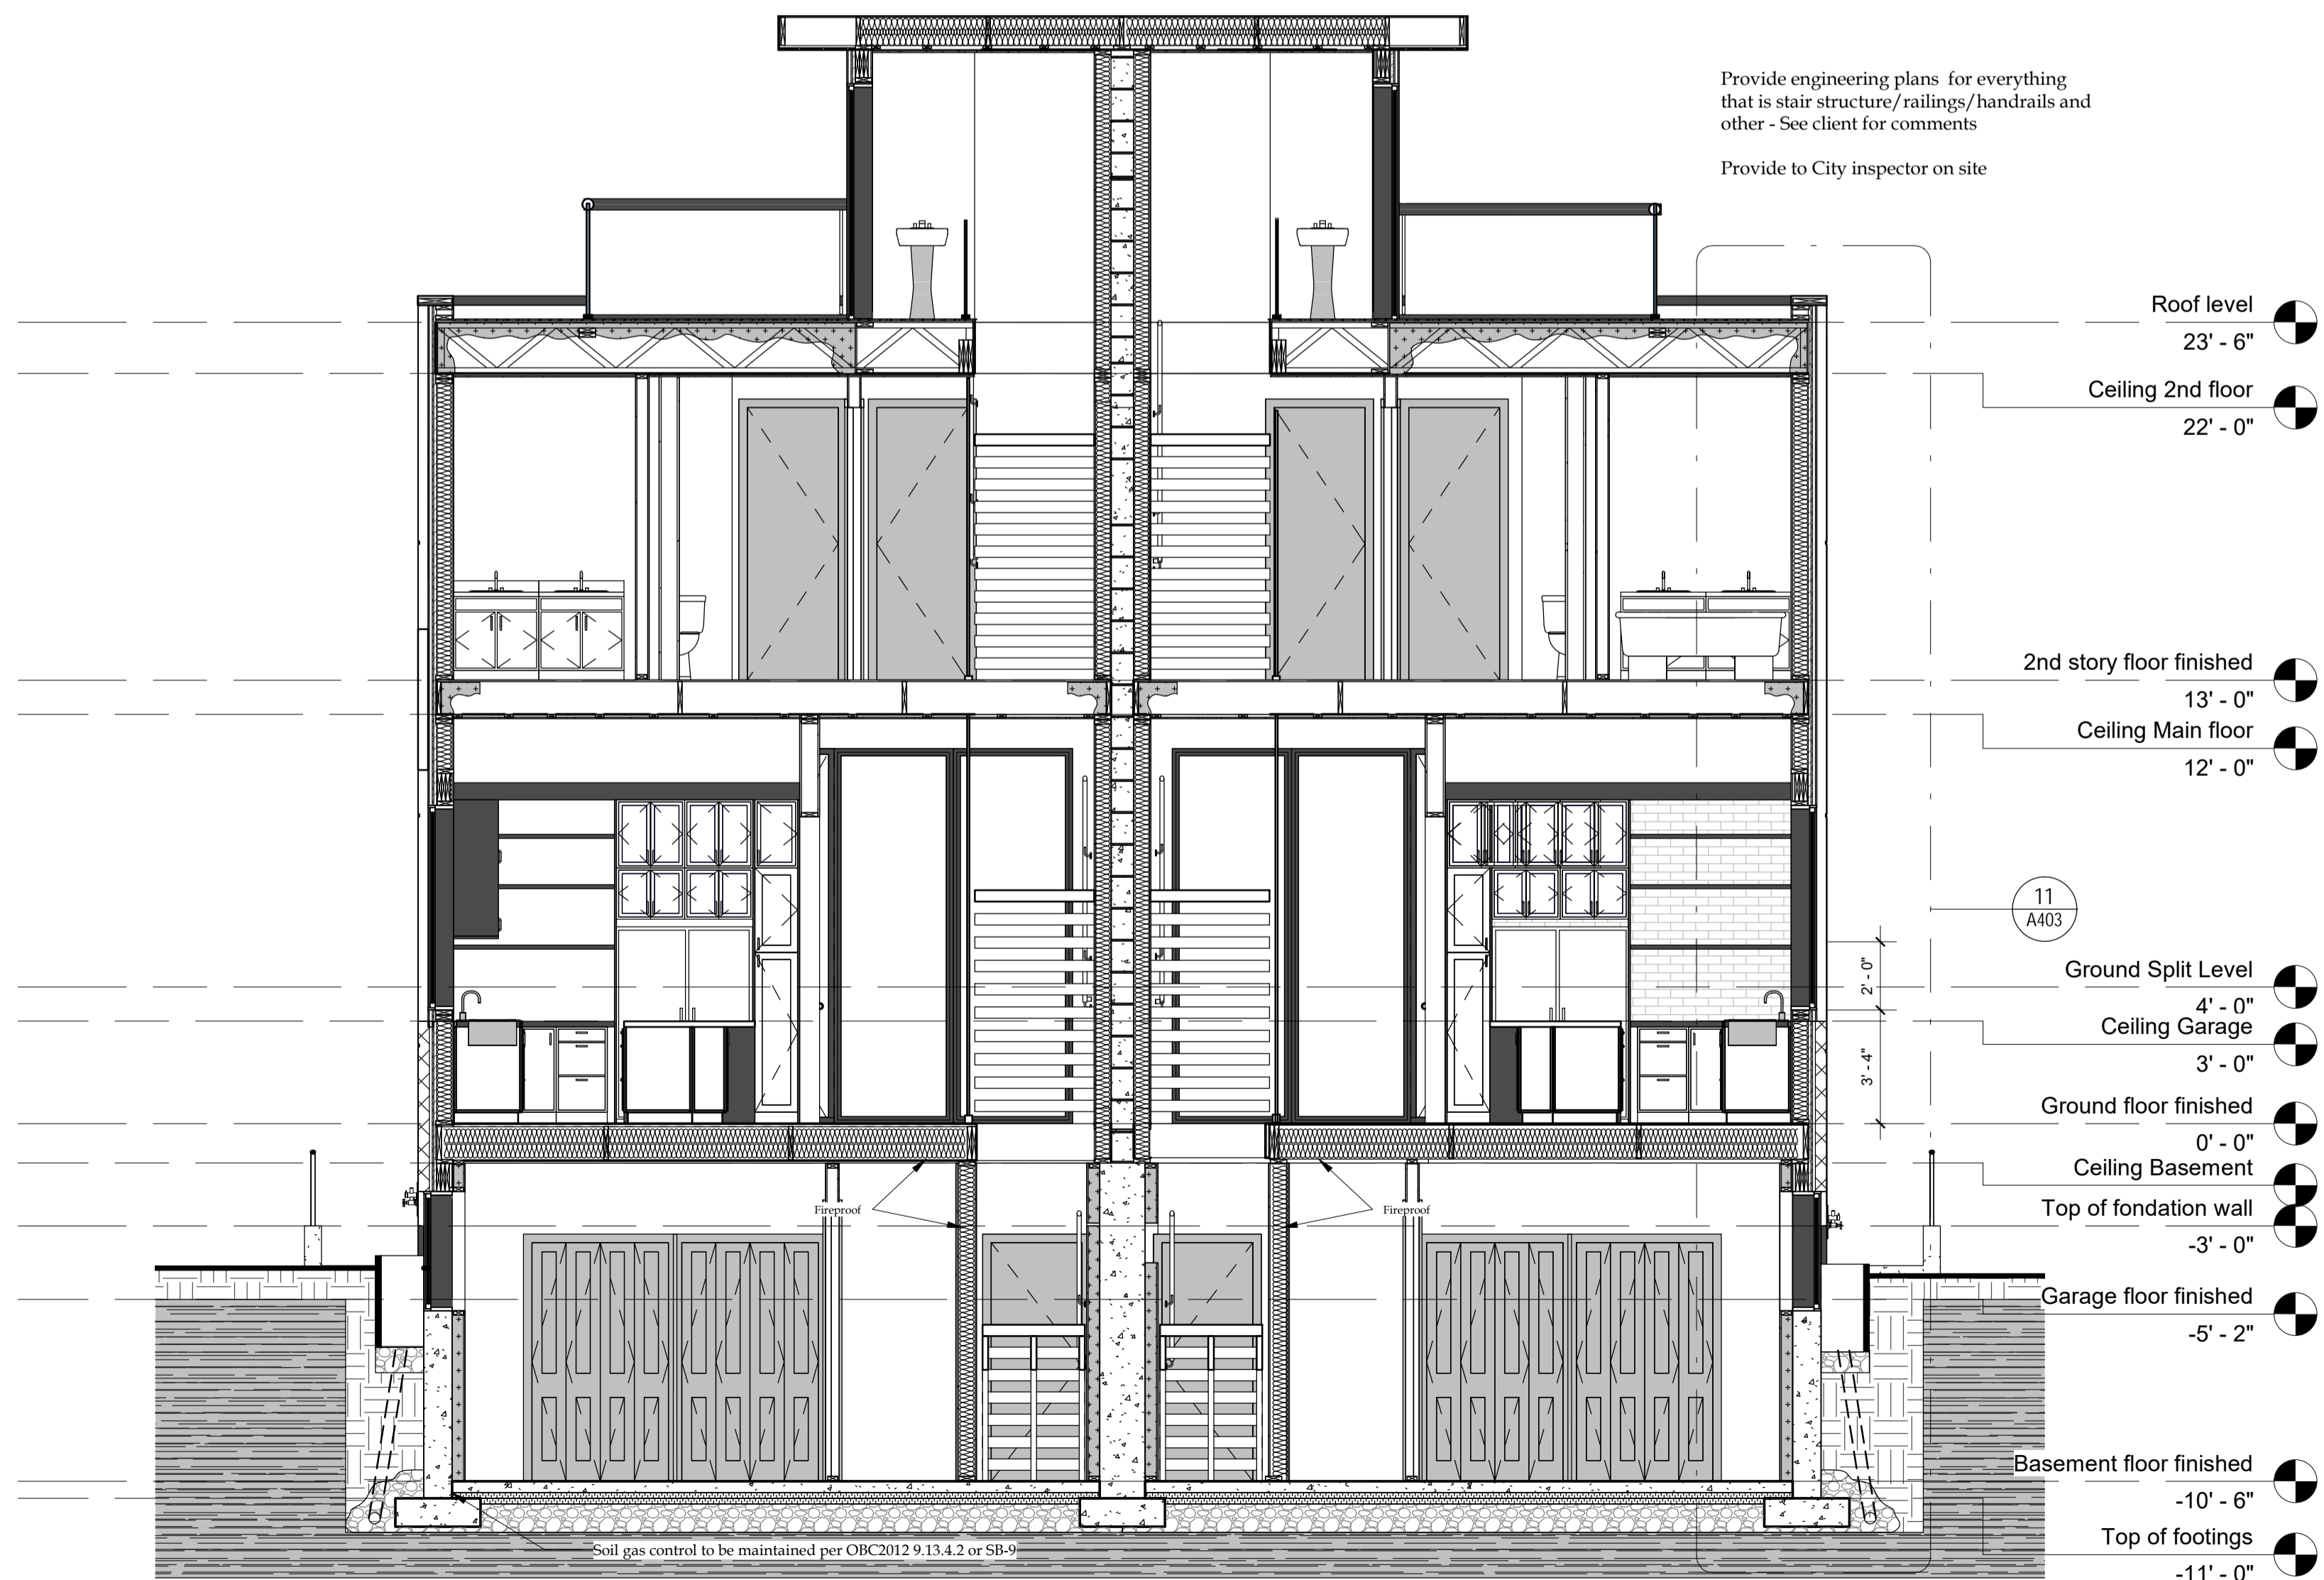 Provide engineering plans  for everything
that is stair structure/railings/handrails and
other - See client for comments
Provide to City inspector on site
Roof level
23' - 6"
Ceiling 2nd floor
22' - 0"
2nd story floor finished
13' - 0"
Ceiling Main floor
12' - 0"
11
A403
2' - 0"
Ground Split Level
4' - 0"
Ceiling Garage
3' - 0"
3' - 4"
Ground floor finished
0' - 0"
Ceiling Basement
Fireproof
Fireproof
Top of fondation wall
-3' - 0"
Garage floor finished
-5' - 2"
Basement floor finished
-10' - 6"
Top of footings
-11' - 0"
Soil gas control to be maintained per OBC2012 9.13.4.2 or SB-9